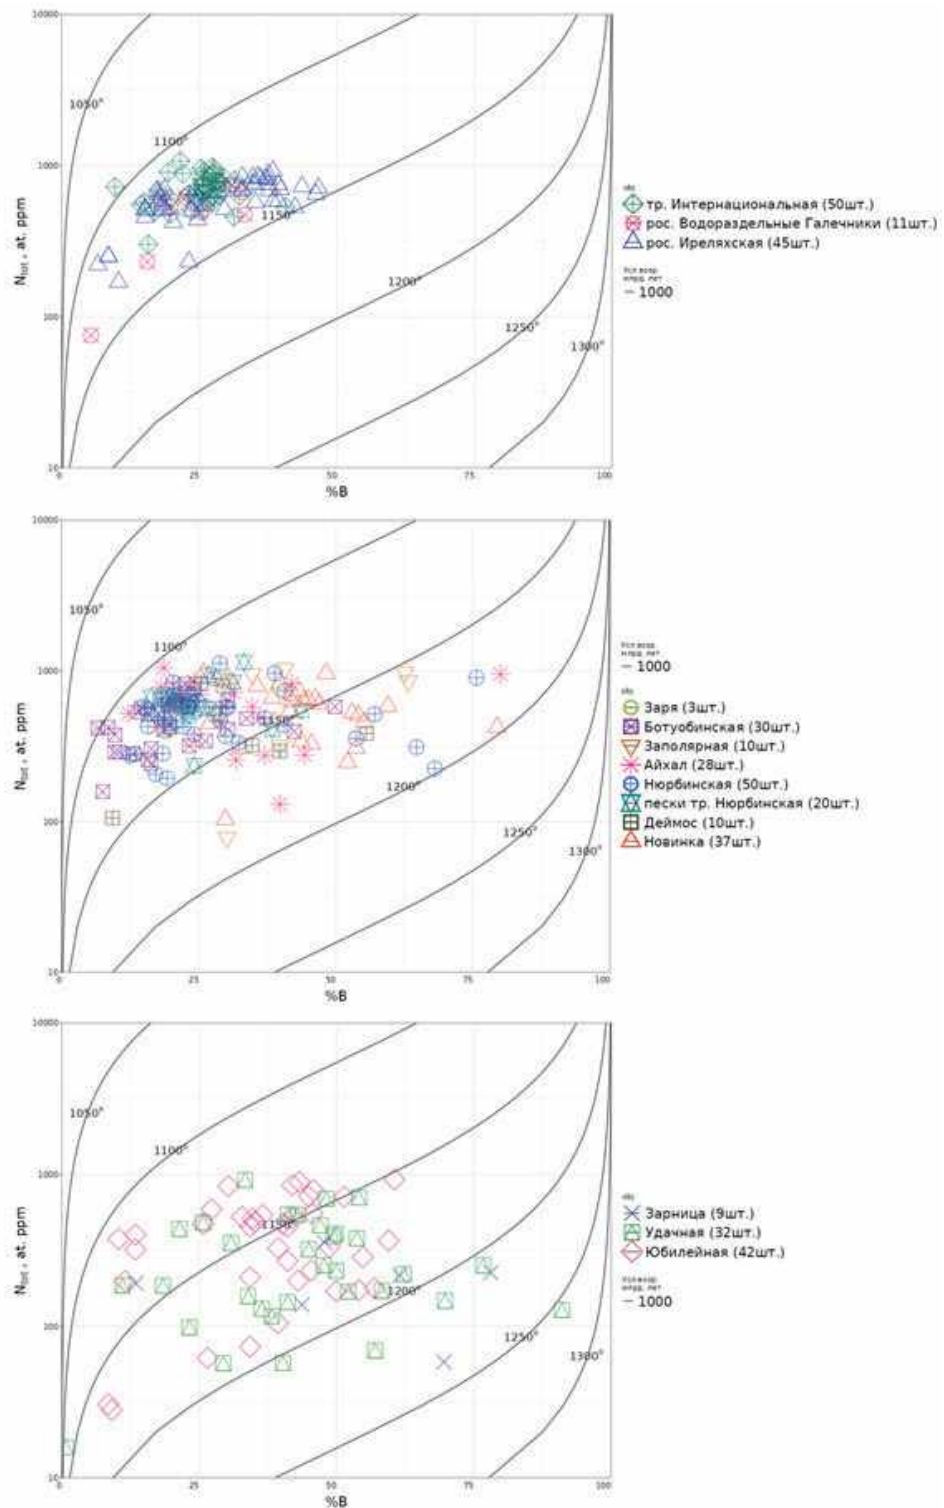 10000
1050°
1100°
1000
1150°
1200°
100
1250°
1300°
10
0
25
50
75
100
%B
Ntot , at. ppm
тр. Интернациональная (50шт.)
рос. Водораздельные Галечники (11шт.)
рос. Иреляхская (45шт.)
1000
10000
1050°
1100°
1000
1150°
1200°
100
1250°
1300°
10
0
25
50
75
100
%B
Ntot , at. ppm
1000
Заря (3шт.)
Ботуобинская (30шт.)
Заполярная (10шт.)
Айхал (28шт.)
Нюрбинская (50шт.)
пески тр. Нюрбинская (20шт.)
Деймос (10шт.)
Новинка (37шт.)
10000
1050°
1100°
1000
1150°
1200°
100
1250°
1300°
10
0
25
50
75
100
%B
Ntot , at. ppm
Зарница (9шт.)
Удачная (32шт.)
Юбилейная (42шт.)
1000